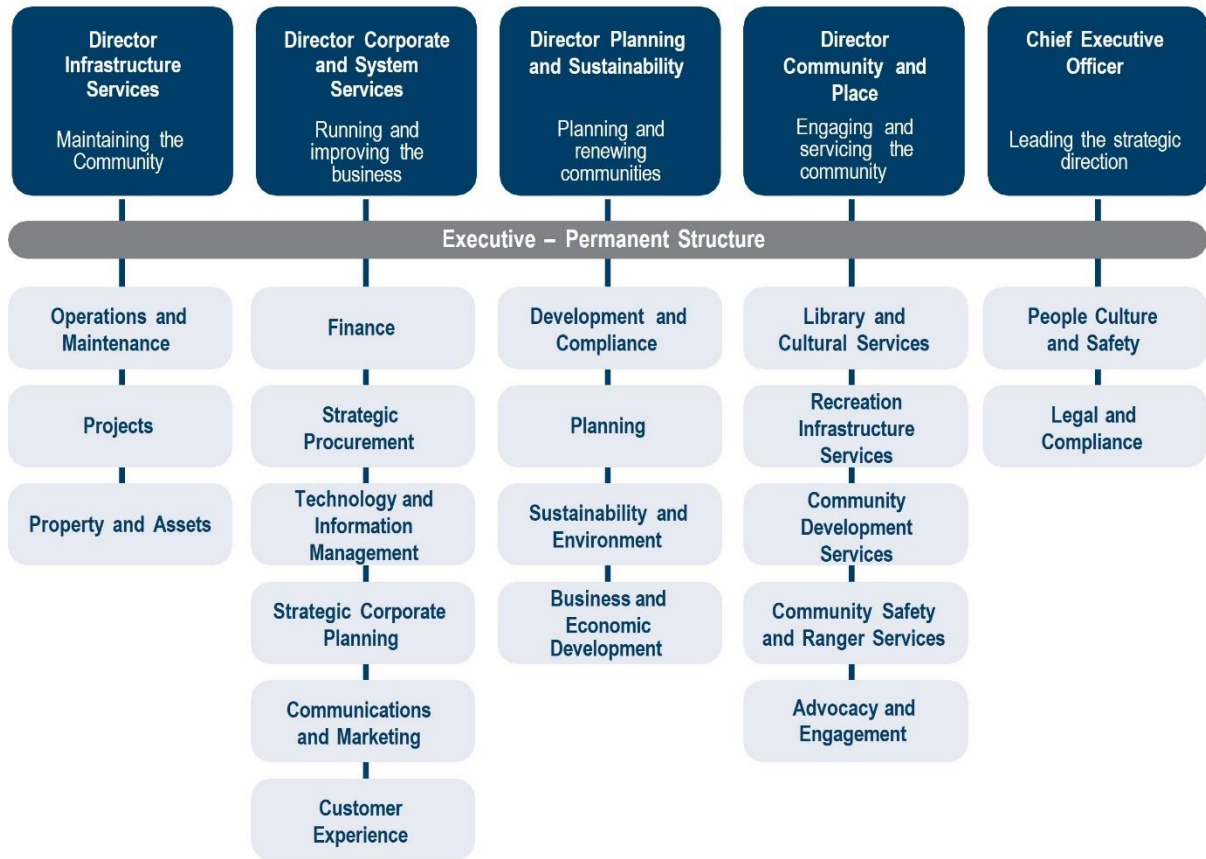 Director
Infrastructure
Services
Maintaining the
Community
Director Corporate
and System
Services
Running and
improving the
business
Director Planning
and Sustainability
Planning and
renewing
communities
Director
Community and
Place
Engaging and
servicing the
community
Chief Executive
Officer
Leading the strategic
direction
Executive – Permanent Structure
Operations and
Maintenance
Projects
Property and Assets
Finance
Strategic
Procurement
Technology and
Information
Management
Strategic Corporate
Planning
Communications
and Marketing
Customer
Experience
Development and
Compliance
Planning
Sustainability and
Environment
Business and
Economic
Development
Library and
Cultural Services
Recreation
Infrastructure
Services
Community
Development
Services
Community Safety
and Ranger Services
Advocacy and
Engagement
People Culture
and Safety
Legal and
Compliance